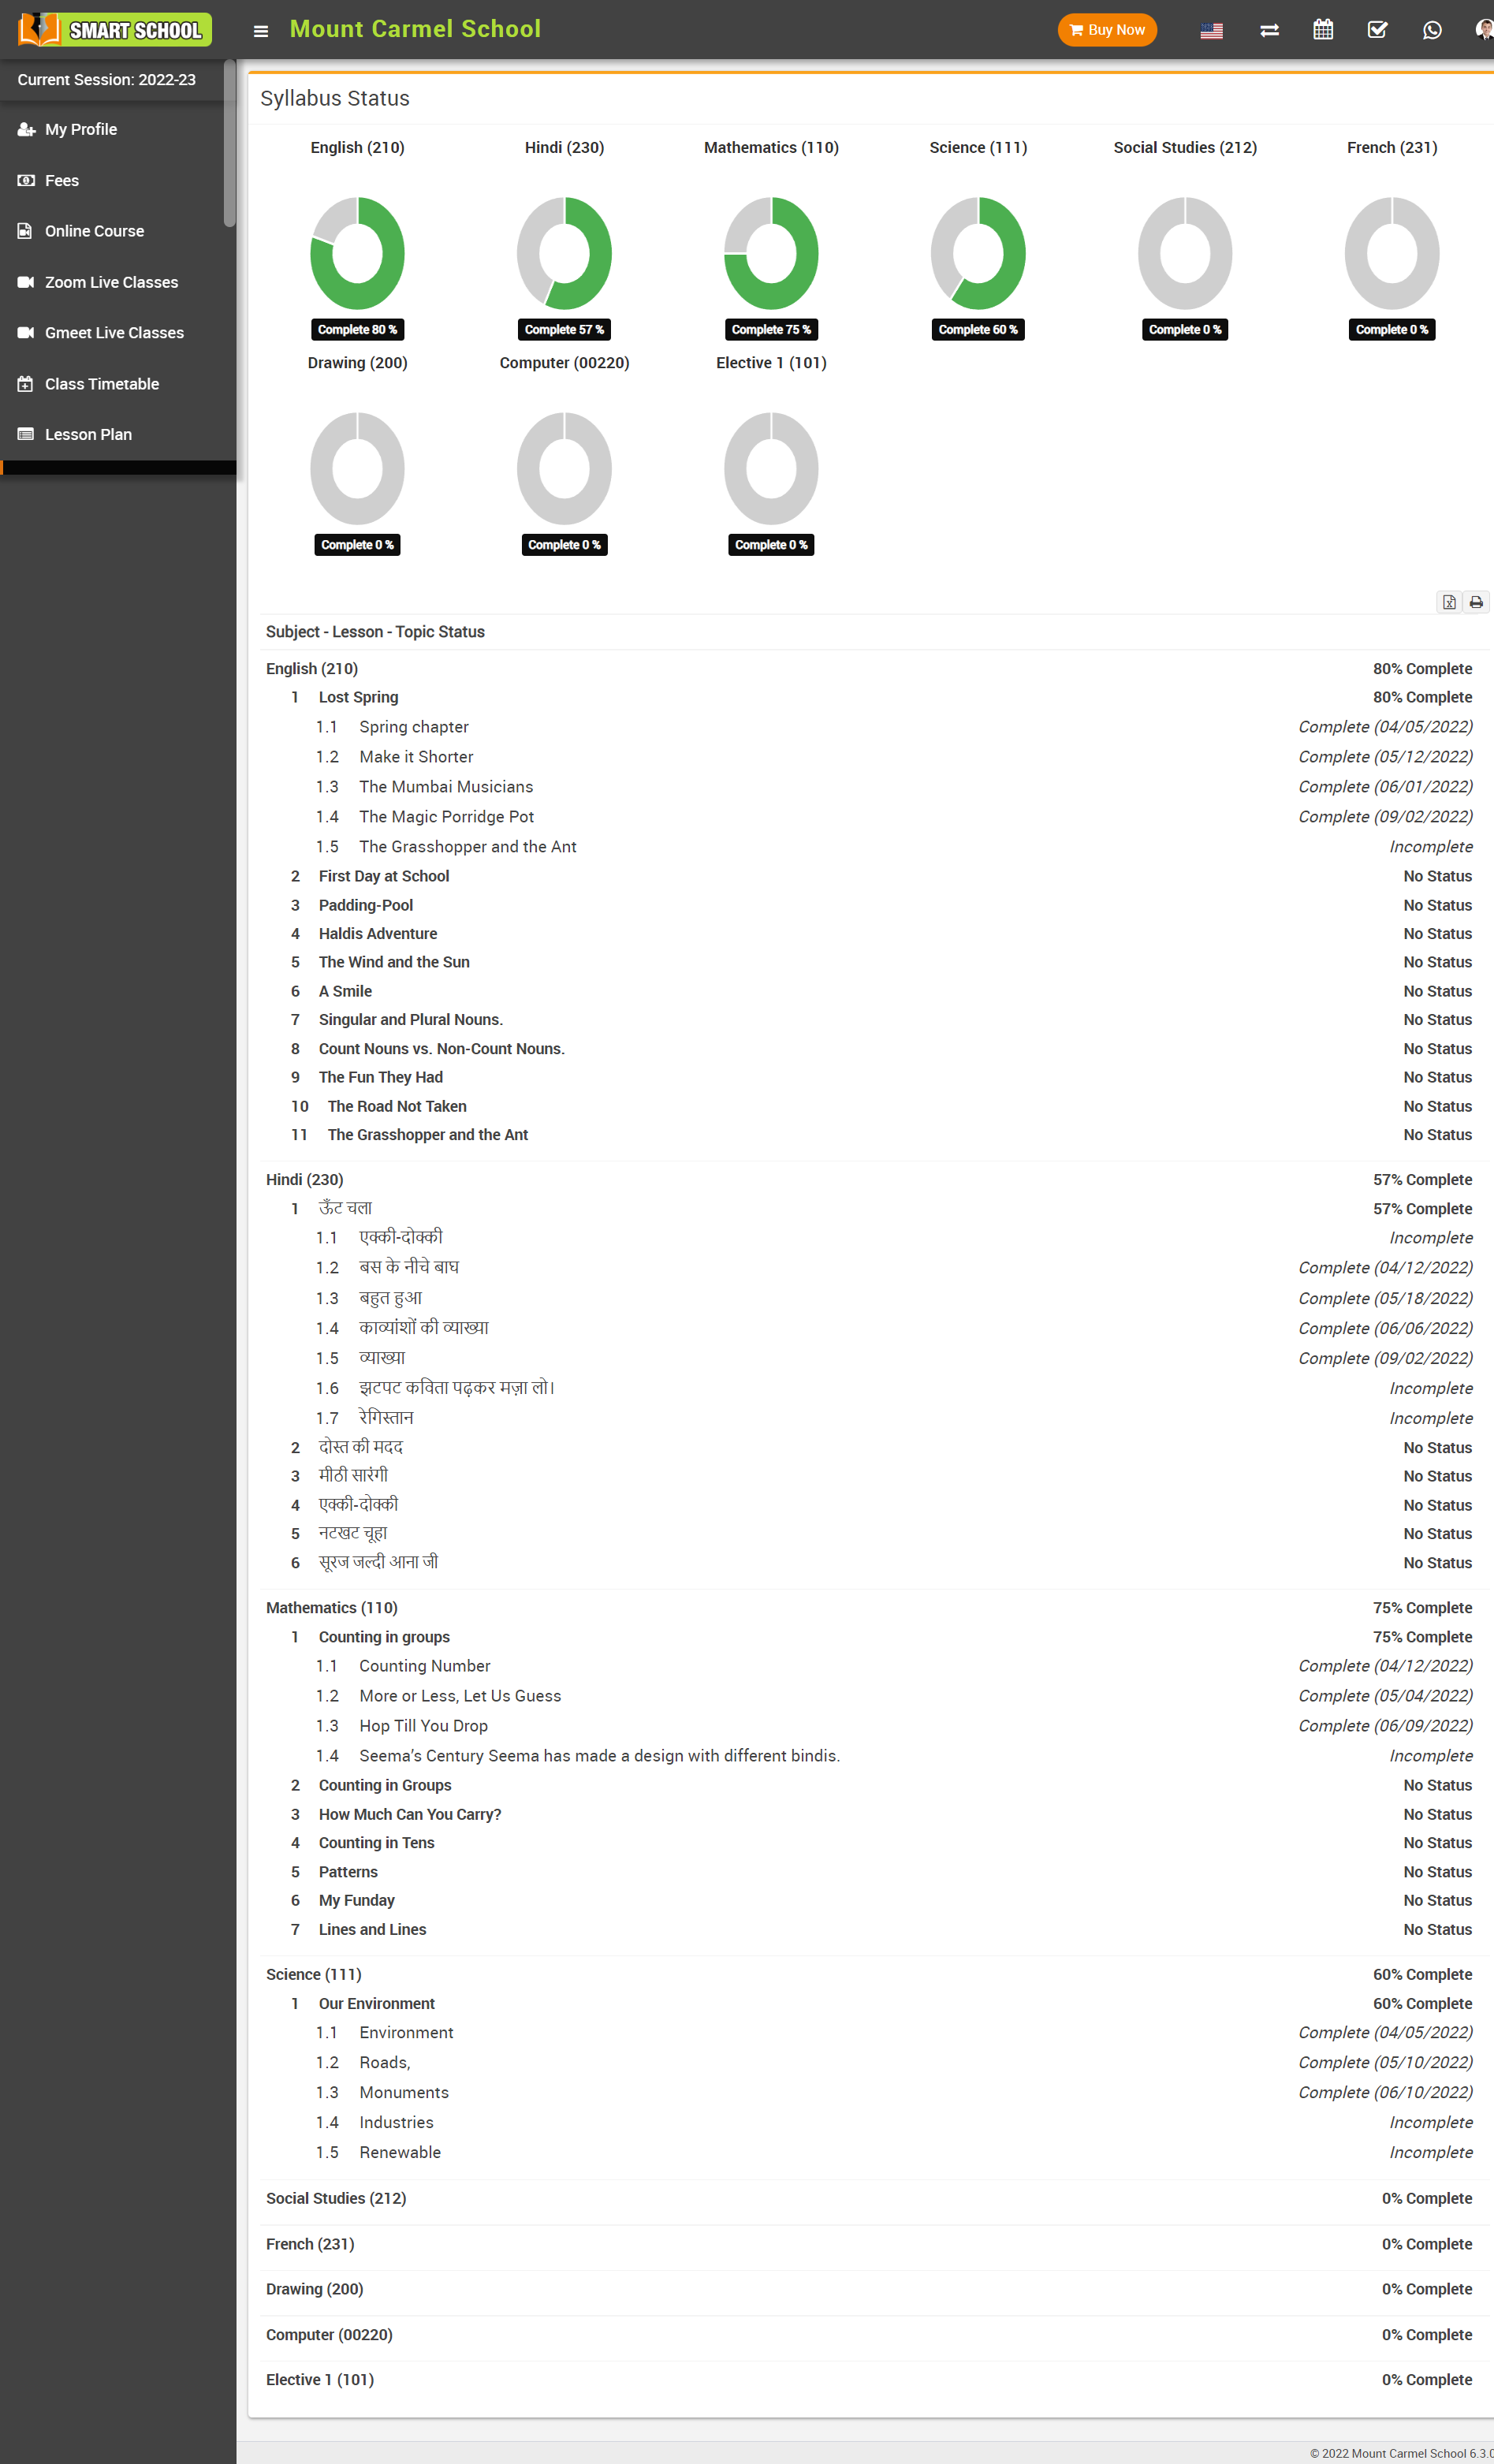 SMART SCHOOL
Mount Carmel School
Buy Now
Current Session: 2022-23
My Profile
Fees
Online Course
Zoom Live Classes
Gmeet Live Classes
Class Timetable
Lesson Plan
Syllabus Status
English (210) Hindi (230) Mathematics (110) Science (111) Social Studies (212) French (231)
Complete 80 % Complete 57 % Complete 75 % Complete 60 % Complete 0 % Complete 0 %
Drawing (200) Computer (00220) Elective 1 (101)
Complete 0 % Complete 0 % Complete 0 %
Subject - Lesson - Topic Status
English (210) 80% Complete
1 Lost Spring 80% Complete
1.1 Spring chapter Complete (04/05/2022)
1.2 Make it Shorter Complete (05/12/2022)
1.3 The Mumbai Musicians Complete (06/01/2022)
1.4 The Magic Porridge Pot Complete (09/02/2022)
1.5 The Grasshopper and the Ant Incomplete
2 First Day at School No Status
3 Padding-Pool No Status
4 Haldis Adventure No Status
5 The Wind and the Sun No Status
6 A Smile No Status
7 Singular and Plural Nouns. No Status
8 Count Nouns vs. Non-Count Nouns. No Status
9 The Fun They Had No Status
10 The Road Not Taken No Status
11 The Grasshopper and the Ant No Status
Hindi (230) 57% Complete
1 ऊँट चला 57% Complete
1.1 एक्की-दोक्की Incomplete
1.2 बस के नीचे बाघ Complete (04/12/2022)
1.3 बहुत हुआ Complete (05/18/2022)
1.4 काव्यांशों की व्याख्या Complete (06/06/2022)
1.5 व्याख्या Complete (09/02/2022)
1.6 झटपट कविता पढ़कर मज़ा लो। Incomplete
1.7 रेगिस्तान Incomplete
2 दोस्त की मदद No Status
3 मीठी सारंगी No Status
4 एक्की-दोक्की No Status
5 नटखट चूहा No Status
6 सूरज जल्दी आना जी No Status
Mathematics (110) 75% Complete
1 Counting in groups 75% Complete
1.1 Counting Number Complete (04/12/2022)
1.2 More or Less, Let Us Guess Complete (05/04/2022)
1.3 Hop Till You Drop Complete (06/09/2022)
1.4 Seema’s Century Seema has made a design with different bindis. Incomplete
2 Counting in Groups No Status
3 How Much Can You Carry? No Status
4 Counting in Tens No Status
5 Patterns No Status
6 My Funday No Status
7 Lines and Lines No Status
Science (111) 60% Complete
1 Our Environment 60% Complete
1.1 Environment Complete (04/05/2022)
1.2 Roads, Complete (05/10/2022)
1.3 Monuments Complete (06/10/2022)
1.4 Industries Incomplete
1.5 Renewable Incomplete
Social Studies (212) 0% Complete
French (231) 0% Complete
Drawing (200) 0% Complete
Computer (00220) 0% Complete
Elective 1 (101) 0% Complete
© 2022 Mount Carmel School 6.3.0